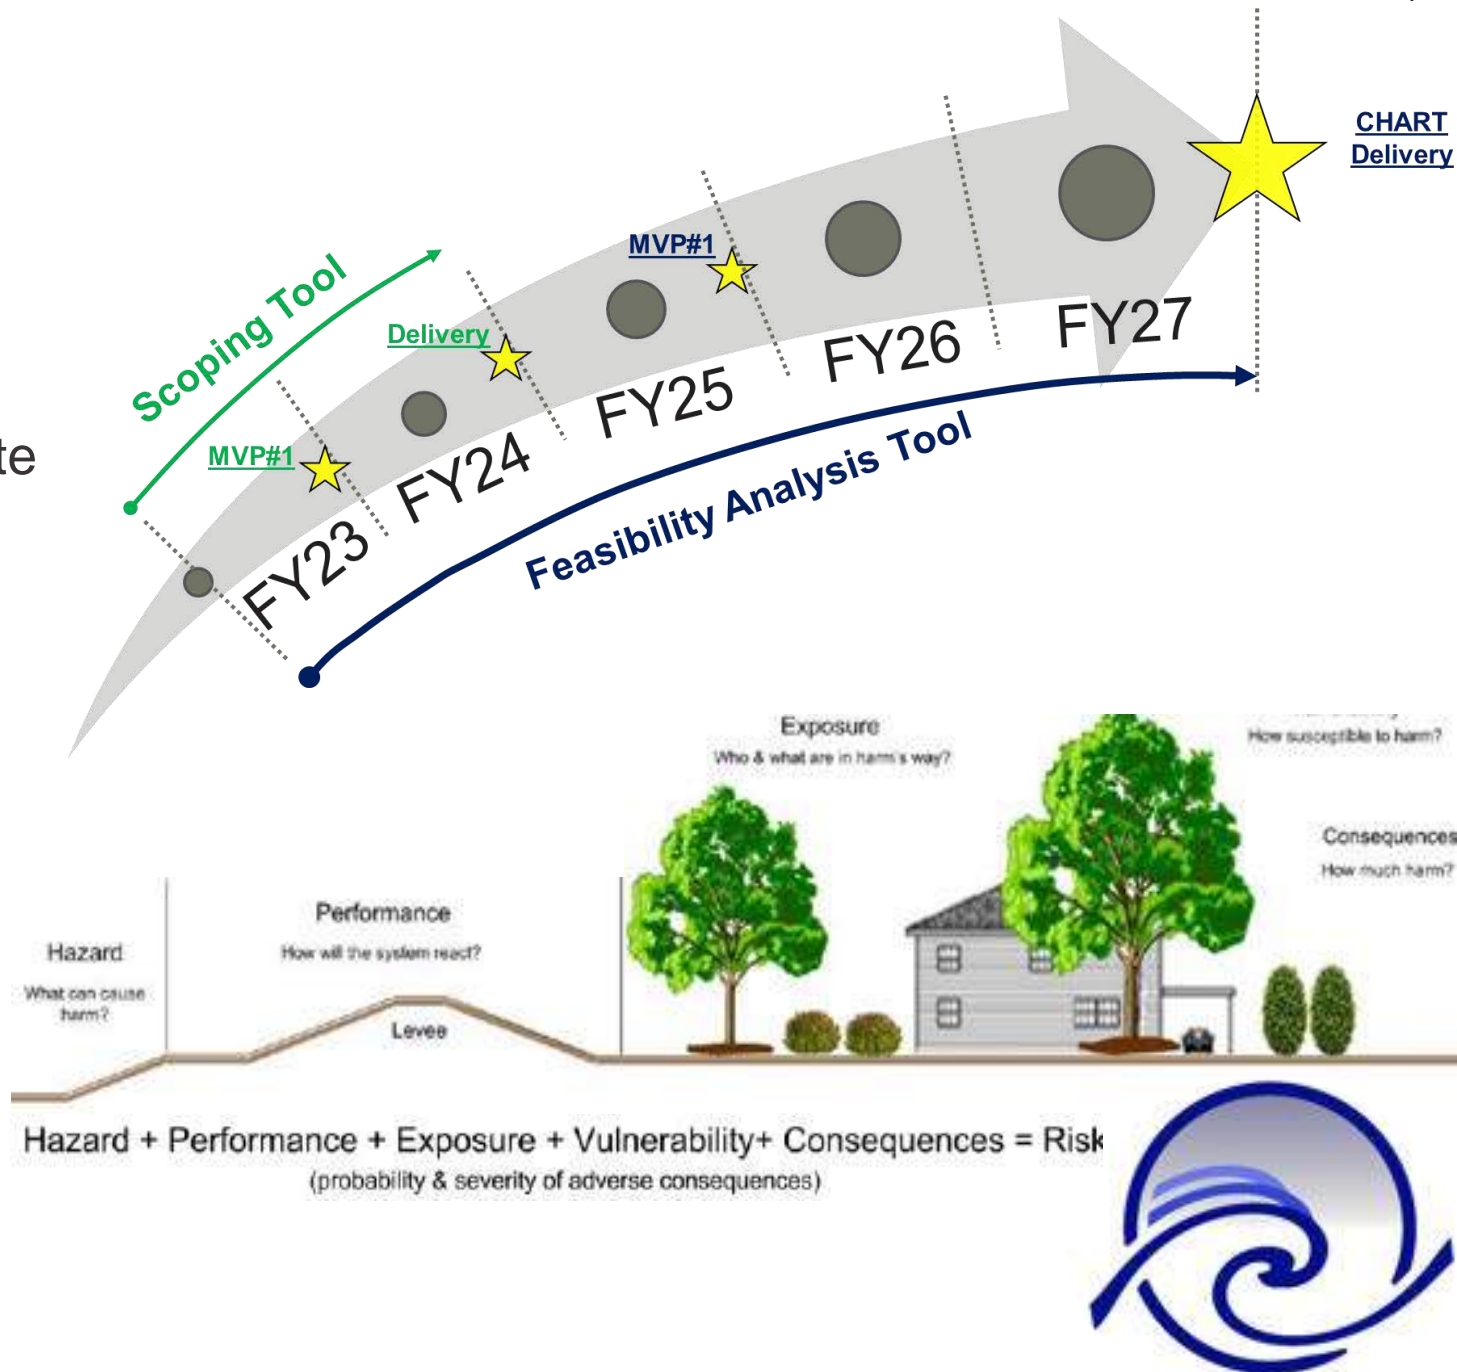 CHART
Delivery
MVP#1
Scoping Tool
Delivery
FY27
FY26
FY25
MVP#1
te
FY24
FY23
Feasibility Analysis Tool
Exposure
Who & what are in harm's way?
How susceptible to harm?
Consequences
How much harm?
Performance
How will the system react?
Hazard
What can cause
harm?
Levee
Hazard + Performance + Exposure + Vulnerability+ Consequences = Risk
(probability & severity of adverse consequences)